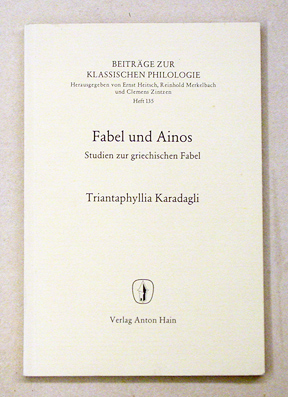 BEITRÄGE ZUR
KLASSISCHEN PHILOLOGIE
Herausgegeben von Ernst Heitsch, Reinhold Merkelbach
und Clemens Zintzen
Heft 135
Fabel und Ainos
Studien zur griechischen Fabel
Triantaphyllia Karadagli
Verlag Anton Hain